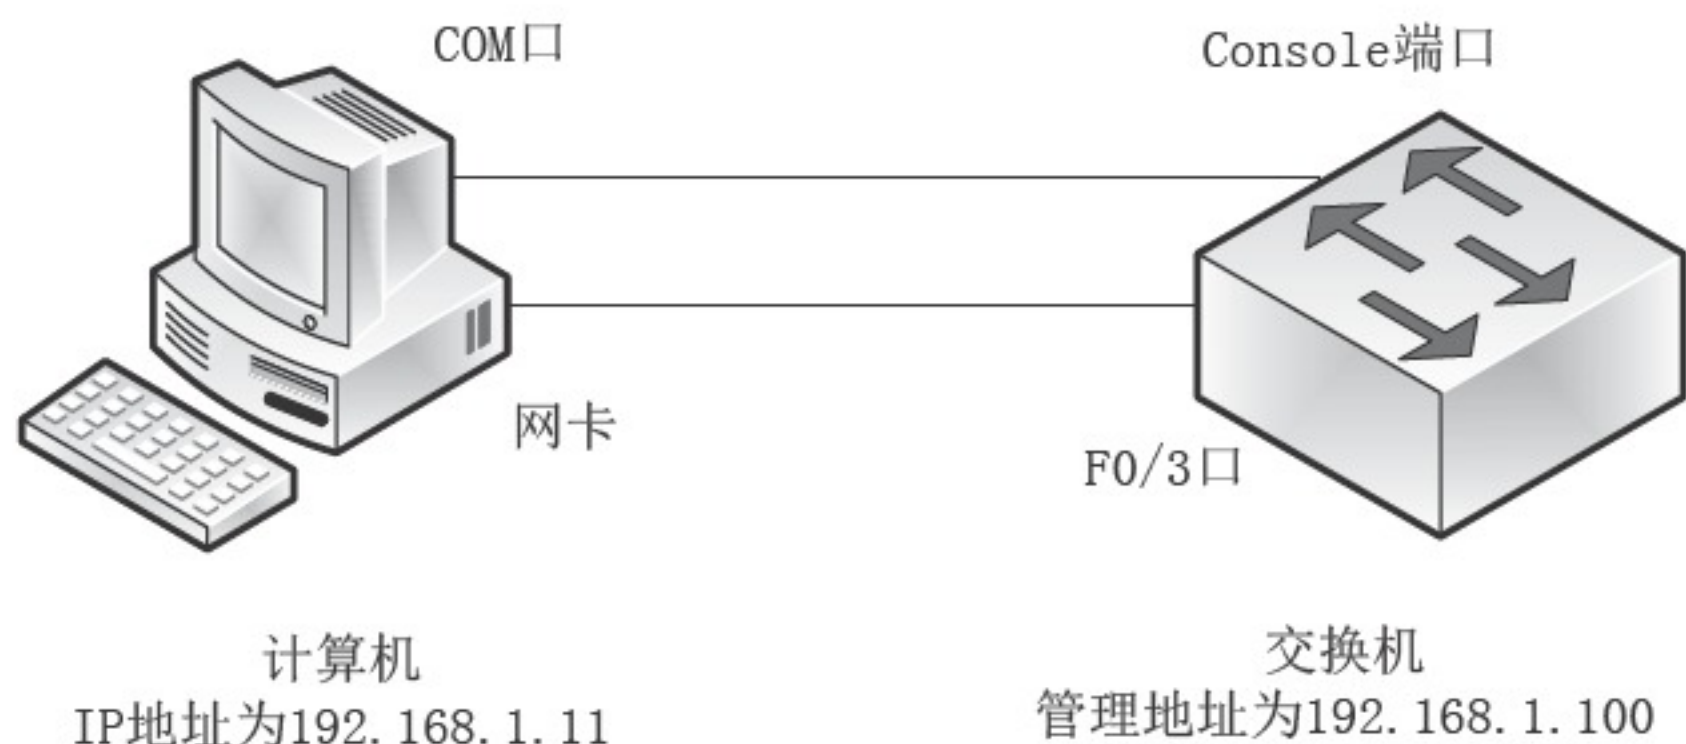 COM口
Console端口
网卡
F0/3口
计算机
IP地址为192.168.1.11
交换机
管理地址为192.168.1.100